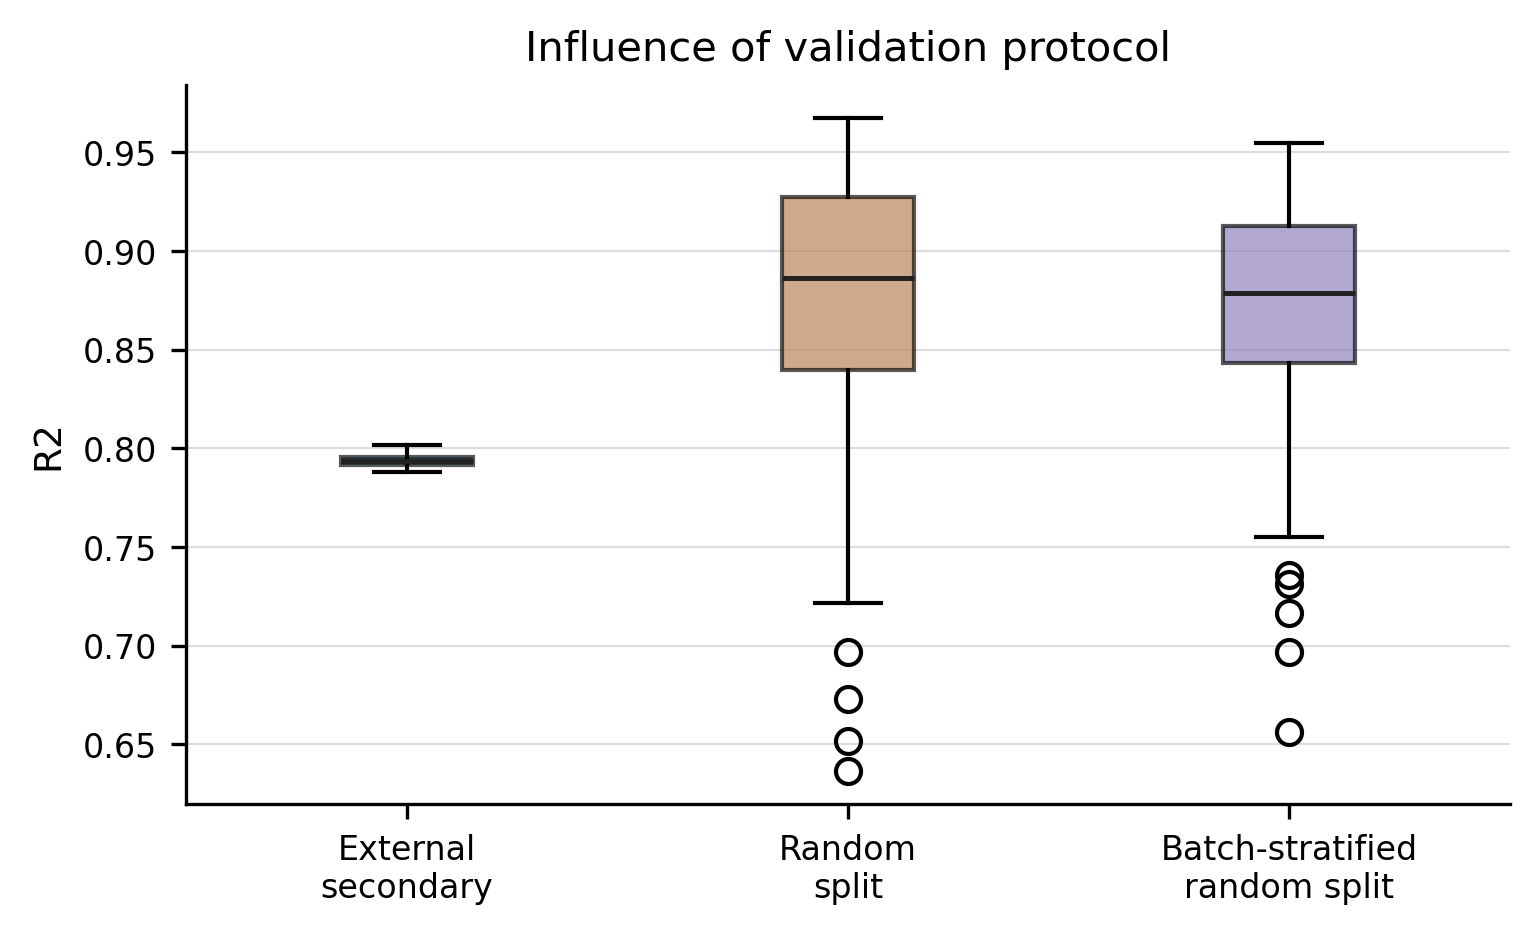 Influence of validation protocol
R2
0.95
0.90
0.85
0.80
0.75
0.70
0.65
External
secondary
Random
split
Batch-stratified
random split